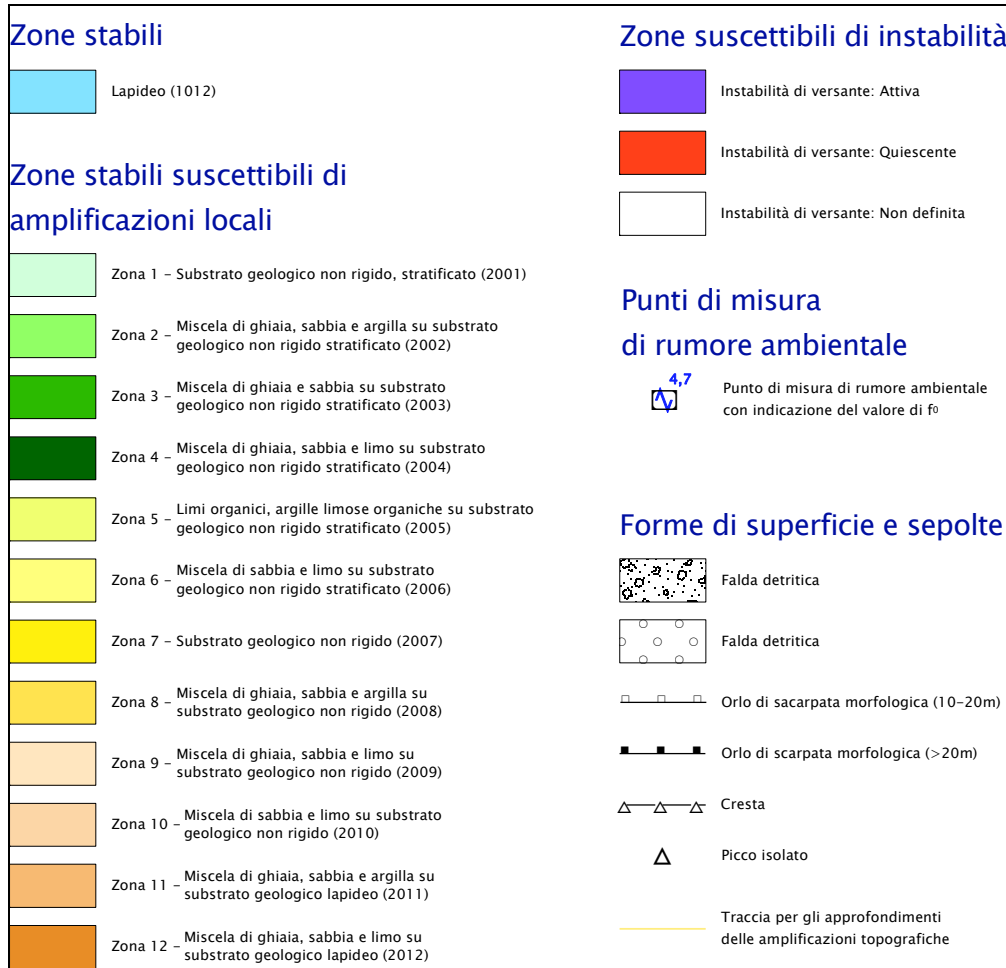 Zone stabili
Lapideo (1012)
Zone stabili suscettibili di
amplificazioni locali
Zona 1 – Substrato geologico non rigido, stratificato (2001)
Zona 2 – Miscela di ghiaia, sabbia e argilla su substrato
geologico non rigido stratificato (2002)
Zona 3 – Miscela di ghiaia e sabbia su substrato
geologico non rigido stratificato (2003)
Zona 4 – Miscela di ghiaia, sabbia e limo su substrato
geologico non rigido stratificato (2004)
Zona 5 – Limi organici, argille limose organiche su substrato
geologico non rigido stratificato (2005)
Zona 6 – Miscela di sabbia e limo su substrato
geologico non rigido stratificato (2006)
Zona 7 – Substrato geologico non rigido (2007)
Zona 8 – Miscela di ghiaia, sabbia e argilla su
substrato geologico non rigido (2008)
Zona 9 – Miscela di ghiaia, sabbia e limo su
substrato geologico non rigido (2009)
Zona 10 – Miscela di sabbia e limo su substrato
geologico non rigido (2010)
Zona 11 – Miscela di ghiaia, sabbia e argilla su
substrato geologico lapideo (2011)
Zona 12 – Miscela di ghiaia, sabbia e limo su
substrato geologico lapideo (2012)
Zone suscettibili di instabilità
Instabilità di versante: Attiva
Instabilità di versante: Quiescente
Instabilità di versante: Non definita
Punti di misura
di rumore ambientale
4,7
Punto di misura di rumore ambientale
con indicazione del valore di f0
Forme di superficie e sepolte
Falda detritica
Falda detritica
Orlo di sacarpata morfologica (10–20m)
Orlo di scarpata morfologica (>20m)
Cresta
Picco isolato
Traccia per gli approfondimenti
delle amplificazioni topografiche